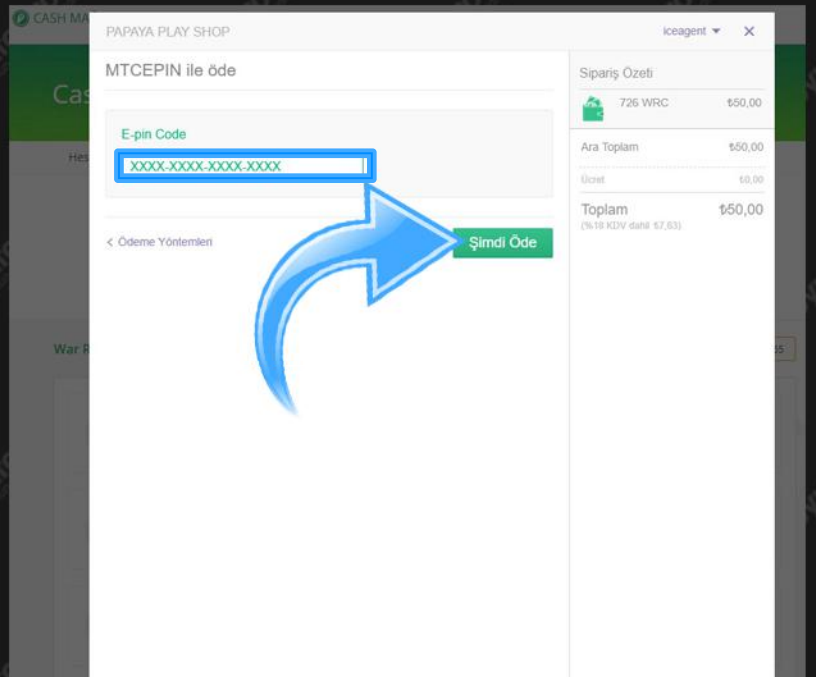 CASH MA
PAPAYA PLAY SHOP
iceagent
MTCEPIN ile öde
E-pin Code
XXXX-XXXX-XXXX-XXXX
< Ödeme Yöntemleri
Şimdi Öde
Sipariş Özeti
726 WRC ₺50,00
Ara Toplam ₺50,00
Ücret ₺0,00
Toplam ₺50,00
(%18 KDV dahil ₺7,63)
Cas
Hes
War R